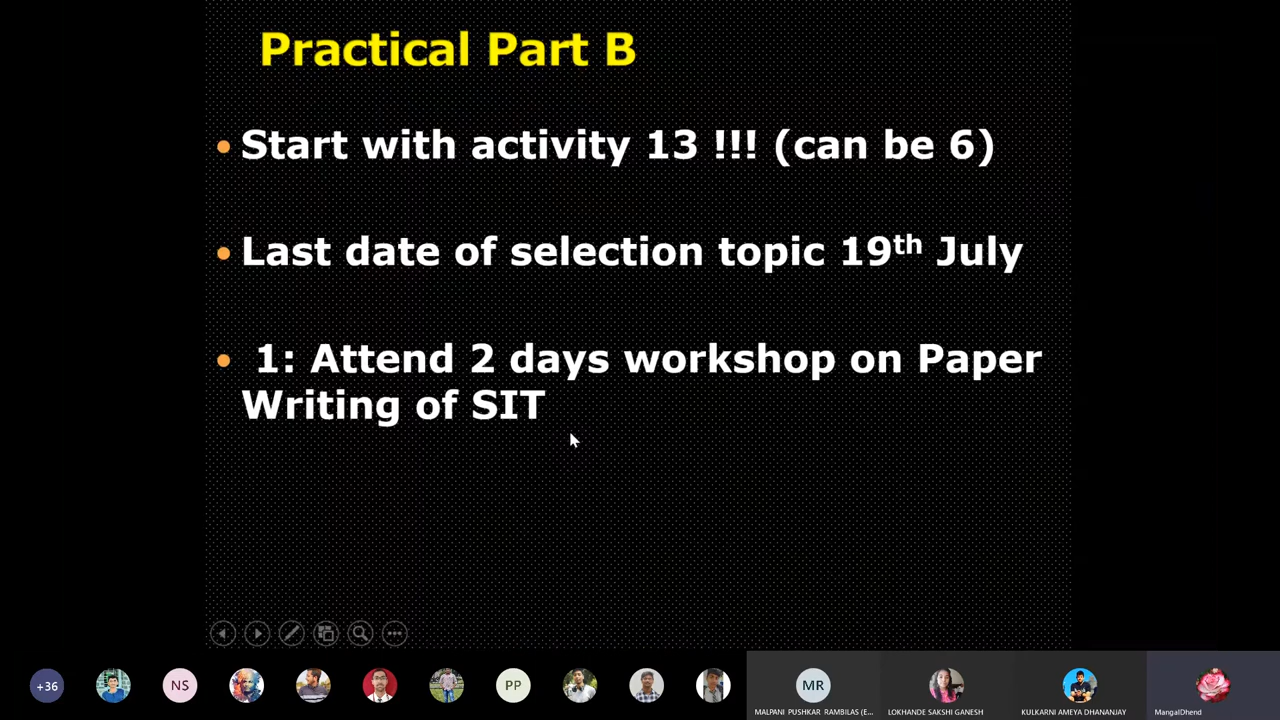 Practical Part B
• Start with activity 13 !!! (can be 6)
• Last date of selection topic 19th July
• 1: Attend 2 days workshop on Paper
Writing of SIT
+36
NS
PP
MR
MALPANI PUSHKAR RAMBILAS (E...
LOKHANDE SAKSHI GANESH
KULKARNI AMEYA DHANANJAY
MangalDhend